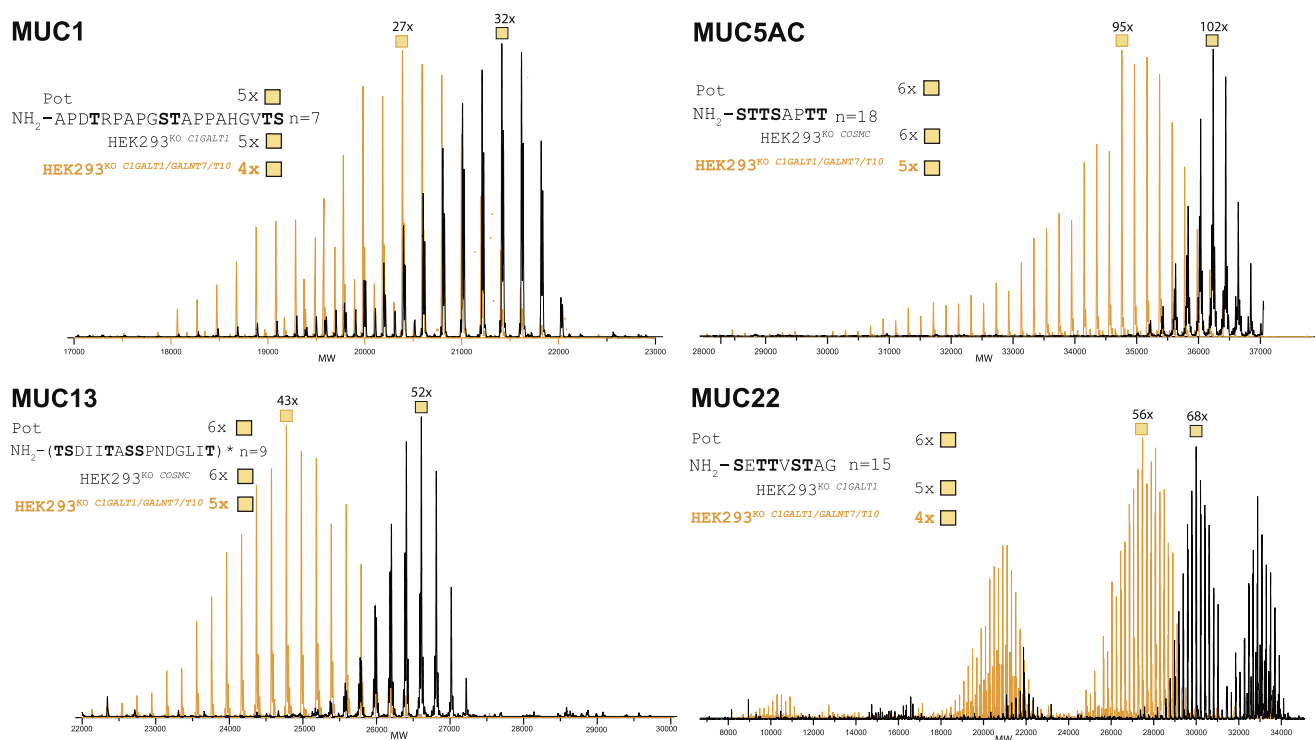 MUC1
27x
32x
Pot
5x
NH2-APDTRPAPGSTAPPAHGVTS n=7
HEK293KO C1GALT1 5x
HEK293KO C1GALT1/GALNT7/T10 4x
17000 18000 19000 20000 21000 22000 23000
MW
MUC5AC
95x
102x
Pot
6x
NH2-STTSAPTT n=18
HEK293KO COSMC 6x
HEK293KO C1GALT1/GALNT7/T10 5x
28000 29000 30000 31000 32000 33000 34000 35000 36000 37000
MW
MUC13
43x
52x
Pot
6x
NH2-(TSDIITASSPNDGLIT)* n=9
HEK293KO COSMC 6x
HEK293KO C1GALT1/GALNT7/T10 5x
22000 23000 24000 25000 26000 27000 28000 29000 30000
MW
MUC22
56x
68x
Pot
6x
NH2-SETTVSTAG n=15
HEK293KO C1GALT1 5x
HEK293KO C1GALT1/GALNT7/T10 4x
8000 10000 12000 14000 16000 18000 20000 22000 24000 26000 28000 30000 32000 34000
MW